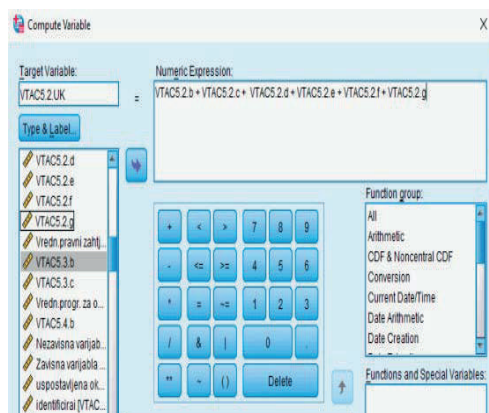 Compute Variable
X
Target Variable:
Numeric Expression:
VTAC5.2.UK
=
VTAC5.2.b + VTAC5.2.c + VTAC5.2.d + VTAC5.2.e + VTAC5.2.f + VTAC5.2.g
Type & Label...
VTAC5.2.d
VTAC5.2.e
VTAC5.2.f
VTAC5.2.g
Vredn.pravni zahtj...
VTAC5.3.b
VTAC5.3.c
Vredn.progr. za o...
VTAC5.4.b
Nezavisna varijab...
Zavisna varijabla ...
uspostavljena ok...
identificirai [VTAC...
+ < > 7 8 9
- <= >= 4 5 6
* = ~= 1 2 3
/ & | 0 .
** ~ () Delete
Function group:
All
Arithmetic
CDF & Noncentral CDF
Conversion
Current Date/Time
Date Arithmetic
Date Creation
Functions and Special Variables: